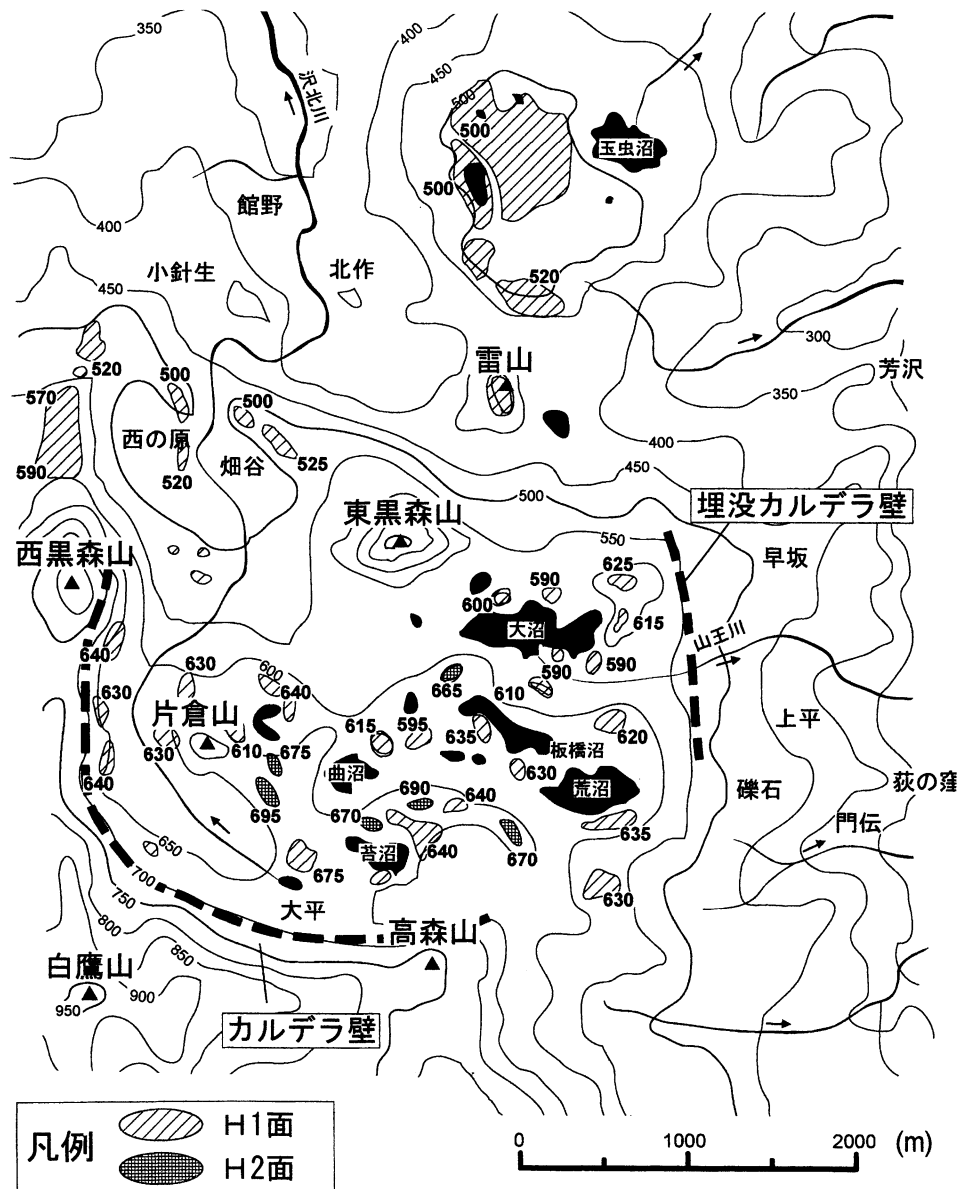 350
400
沢北川
450
500
500
玉虫沼
500
館野
400
小針生
北作
520
450
300
雷山
芳沢
520
500
350
570
500
西の原
400
590
畑谷
525
450
520
500
東黒森山
埋没カルデラ壁
西黒森山
550
早坂
625
590
600
大沼
615
山王川
640
630
600
590
590
640
665
610
630
片倉山
615
595
635
620
上平
630
610
675
板橋沼
640
曲沼
630
荒沼
礫石
荻の窪
695
690
640
670
635
門伝
650
苔沼
640
670
675
700
630
750
大平
800
高森山
850
白鷹山
900
950
カルデラ壁
凡例
H1面
H2面
0
1000
2000
(m)